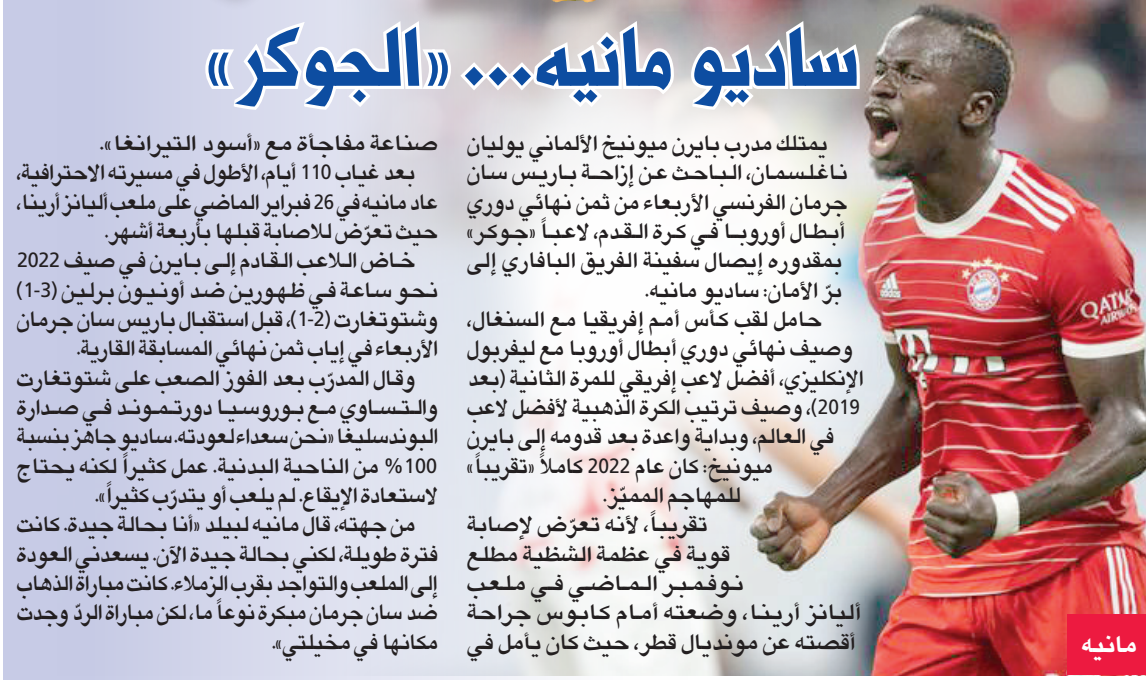 ساديو مانيه... «الجوكر»
يمتلك مدرب بايرن ميونيخ الألماني يوليان
ناغلسمان، الباحث عن إزاحة باريس سان
جرمان الفرنسي الأربعاء من ثمن نهائي دوري
أبطال أوروبا في كرة القدم، لاعباً «جوكر»
بمقدوره إيصال سفينة الفريق البافاري إلى
برّ الأمان: ساديو مانيه.
حامل لقب كأس أمم إفريقيا مع السنغال،
وصيف نهائي دوري أبطال أوروبا مع ليفربول
الإنكليزي، أفضل لاعب إفريقي للمرة الثانية (بعد
2019)، وصيف ترتيب الكرة الذهبية لأفضل لاعب
في العالم، وبداية واعدة بعد قدومه إلى بايرن
ميونيخ: كان عام 2022 كاملاً «تقريباً»
للمهاجم المميّز.
تقريباً، لأنه تعرّض لإصابة
قوية في عظمة الشظية مطلع
نوفمبر الماضي في ملعب
أليانز أرينا، وضعته أمام كابوس جراحة
أقصته عن مونديال قطر، حيث كان يأمل في
صناعة مفاجأة مع «أسود التيرانغا».
بعد غياب 110 أيام، الأطول في مسيرته الاحترافية،
عاد مانيه في 26 فبراير الماضي على ملعب أليانز أرينا،
حيث تعرّض للاصابة قبلها بأربعة أشهر.
خاض اللاعب القادم إلى بايرن في صيف 2022
نحو ساعة في ظهورين ضد أونيون برلين (3-1)
وشتوتغارت (2-1)، قبل استقبال باريس سان جرمان
الأربعاء في إياب ثمن نهائي المسابقة القارية.
وقال المدرّب بعد الفوز الصعب على شتوتغارت
والتساوي مع بوروسيا دورتموند في صدارة
البوندسليغا «نحن سعداء لعودته. ساديو جاهز بنسبة
100% من الناحية البدنية. عمل كثيراً لكنه يحتاج
لاستعادة الإيقاع. لم يلعب أو يتدرّب كثيراً».
من جهته، قال مانيه لبيلد «أنا بحالة جيدة. كانت
فترة طويلة، لكني بحالة جيدة الآن. يسعدني العودة
إلى الملعب والتواجد بقرب الزملاء. كانت مباراة الذهاب
ضد سان جرمان مبكرة نوعاً ما، لكن مباراة الردّ وجدت
مكانها في مخيلتي».
adidas
FC BAYERN MÜNCHEN
QATAR
AIRWAYS
T
مانيه